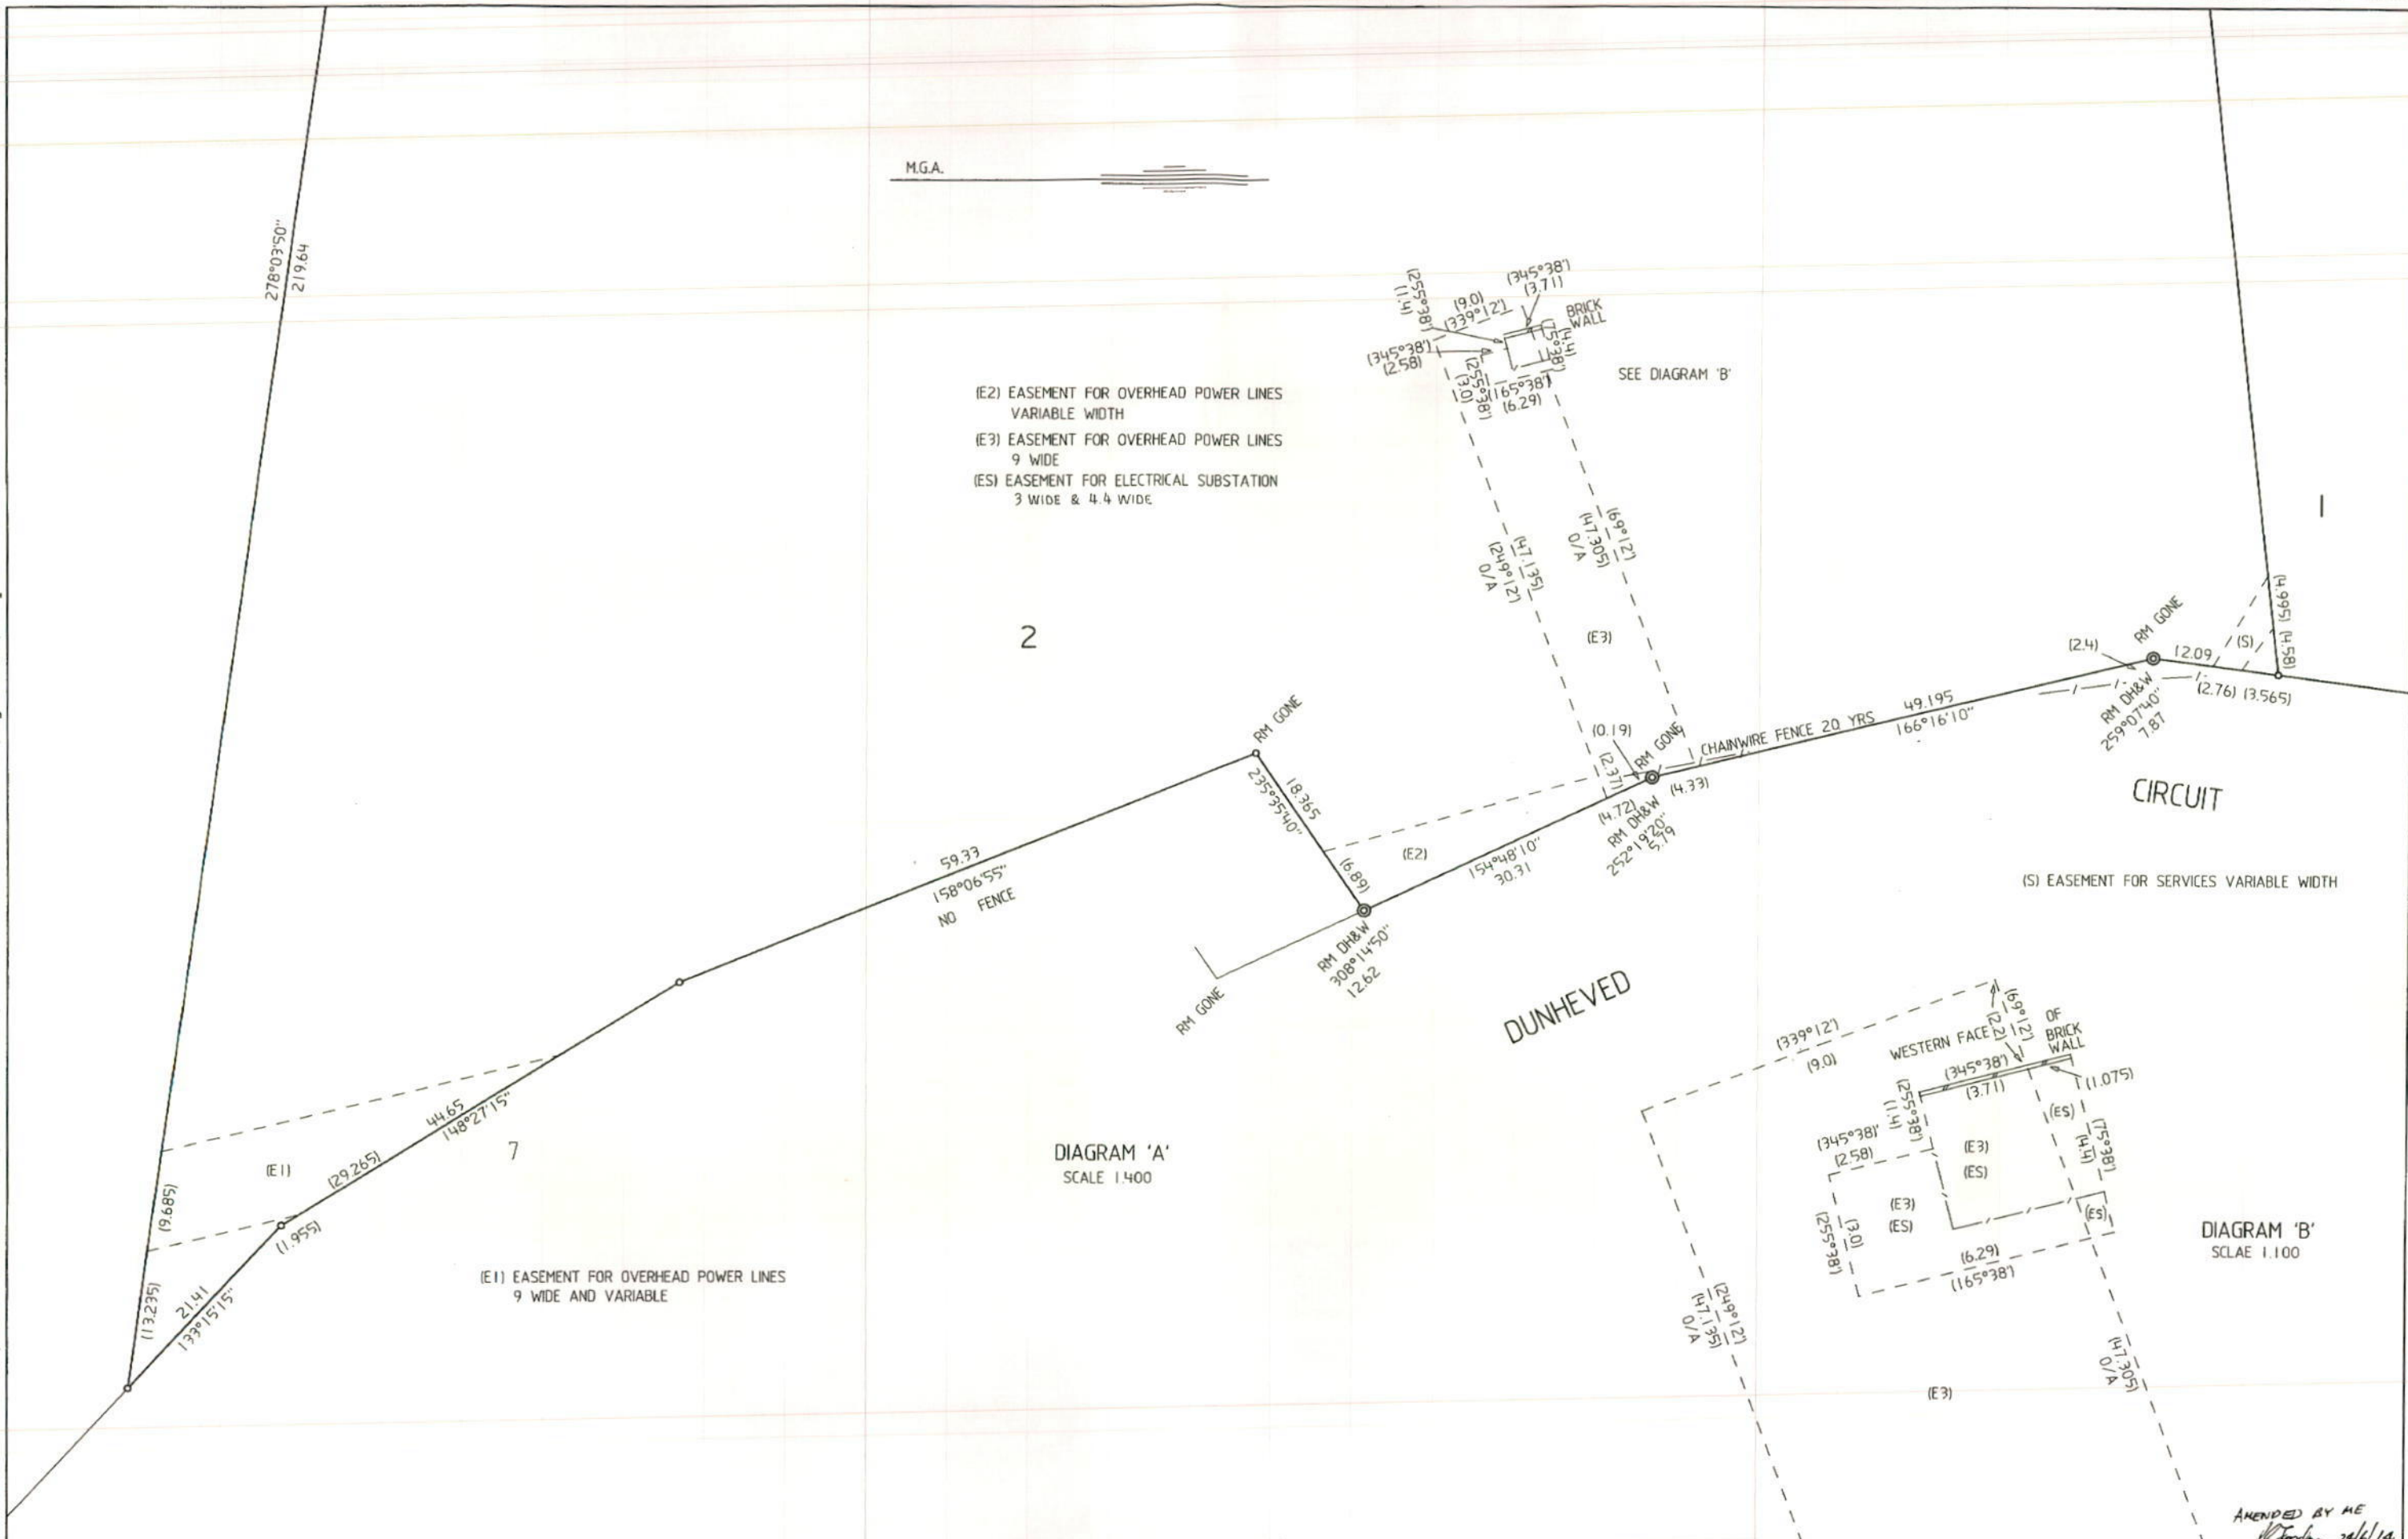 M.G.A.
278°03'50"
219.64
(255°38')
(1.4)
(9.0)
(339°12')
(345°38')
(3.71)
BRICK
WALL
(75°38')
(4.4)
(345°38')
(2.58)
(255°38')
(3.0)
(165°38')
(6.29)
SEE DIAGRAM 'B'
(E2) EASEMENT FOR OVERHEAD POWER LINES
VARIABLE WIDTH
(E3) EASEMENT FOR OVERHEAD POWER LINES
9 WIDE
(ES) EASEMENT FOR ELECTRICAL SUBSTATION
3 WIDE & 4.4 WIDE
(69°12')
(47.305)
O/A
(47.135)
(249°12')
O/A
(E3)
1
2
(4.995)
(4.58)
(S)
RM GONE
(2.4)
12.09
(2.76) (3.565)
RM DH&W
259°07'40"
7.87
49.195
166°16'10"
CHAINWIRE FENCE 20 YRS
(0.19)
RM GONE
(2.37)
(4.33)
(4.72)
RM DH&W
252°19'20"
5.79
RM GONE
18.365
235°35'40"
(6.89)
(E2)
154°48'10"
30.31
CIRCUIT
59.33
158°06'55"
NO FENCE
RM DH&W
308°14'50"
12.62
RM GONE
(S) EASEMENT FOR SERVICES VARIABLE WIDTH
DUNHEVED
44.65
148°27'15"
(29.265)
(E1)
7
(9.685)
(1.955)
(13.235)
21.41
133°15'15"
(E1) EASEMENT FOR OVERHEAD POWER LINES
9 WIDE AND VARIABLE
DIAGRAM 'A'
SCALE 1:400
(339°12')
(9.0)
(69°12')
(2.2)
WESTERN FACE OF
BRICK
WALL
(345°38')
(3.71)
(1.075)
(255°38')
(1.4)
(ES)
(75°38')
(4.4)
(345°38')
(2.58)
(E3)
(ES)
(E3)
(ES)
(ES)
(3.0)
(255°38')
(6.29)
(165°38')
DIAGRAM 'B'
SCLAE 1:100
(249°12')
(47.135)
O/A
(47.305)
O/A
(E3)
AMENDED BY ME